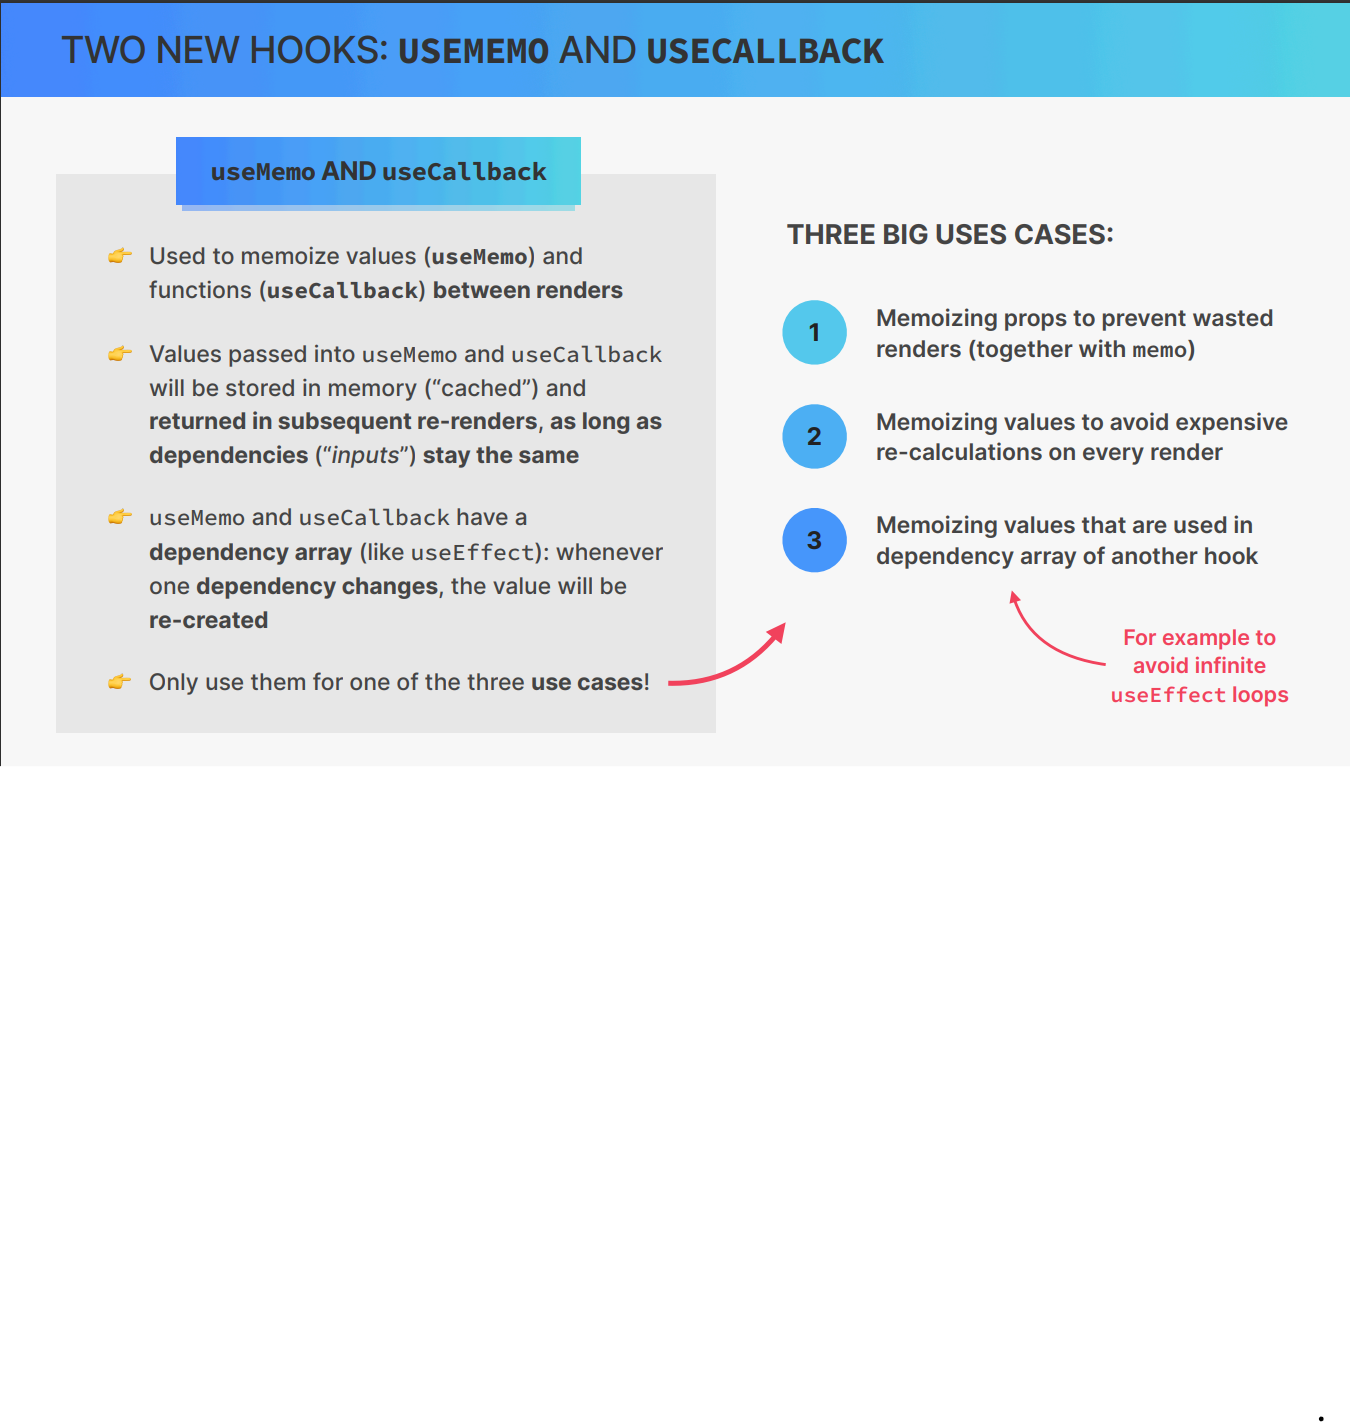 TWO NEW HOOKS: USEMEMO AND USECALLBACK
useMemo AND useCallback
👉 Used to memoize values (useMemo) and
functions (useCallback) between renders
👉 Values passed into useMemo and useCallback
will be stored in memory (“cached”) and
returned in subsequent re-renders, as long as
dependencies (“inputs”) stay the same
👉 useMemo and useCallback have a
dependency array (like useEffect): whenever
one dependency changes, the value will be
re-created
👉 Only use them for one of the three use cases!
THREE BIG USES CASES:
1 Memoizing props to prevent wasted
renders (together with memo)
2 Memoizing values to avoid expensive
re-calculations on every render
3 Memoizing values that are used in
dependency array of another hook
For example to
avoid infinite
useEffect loops